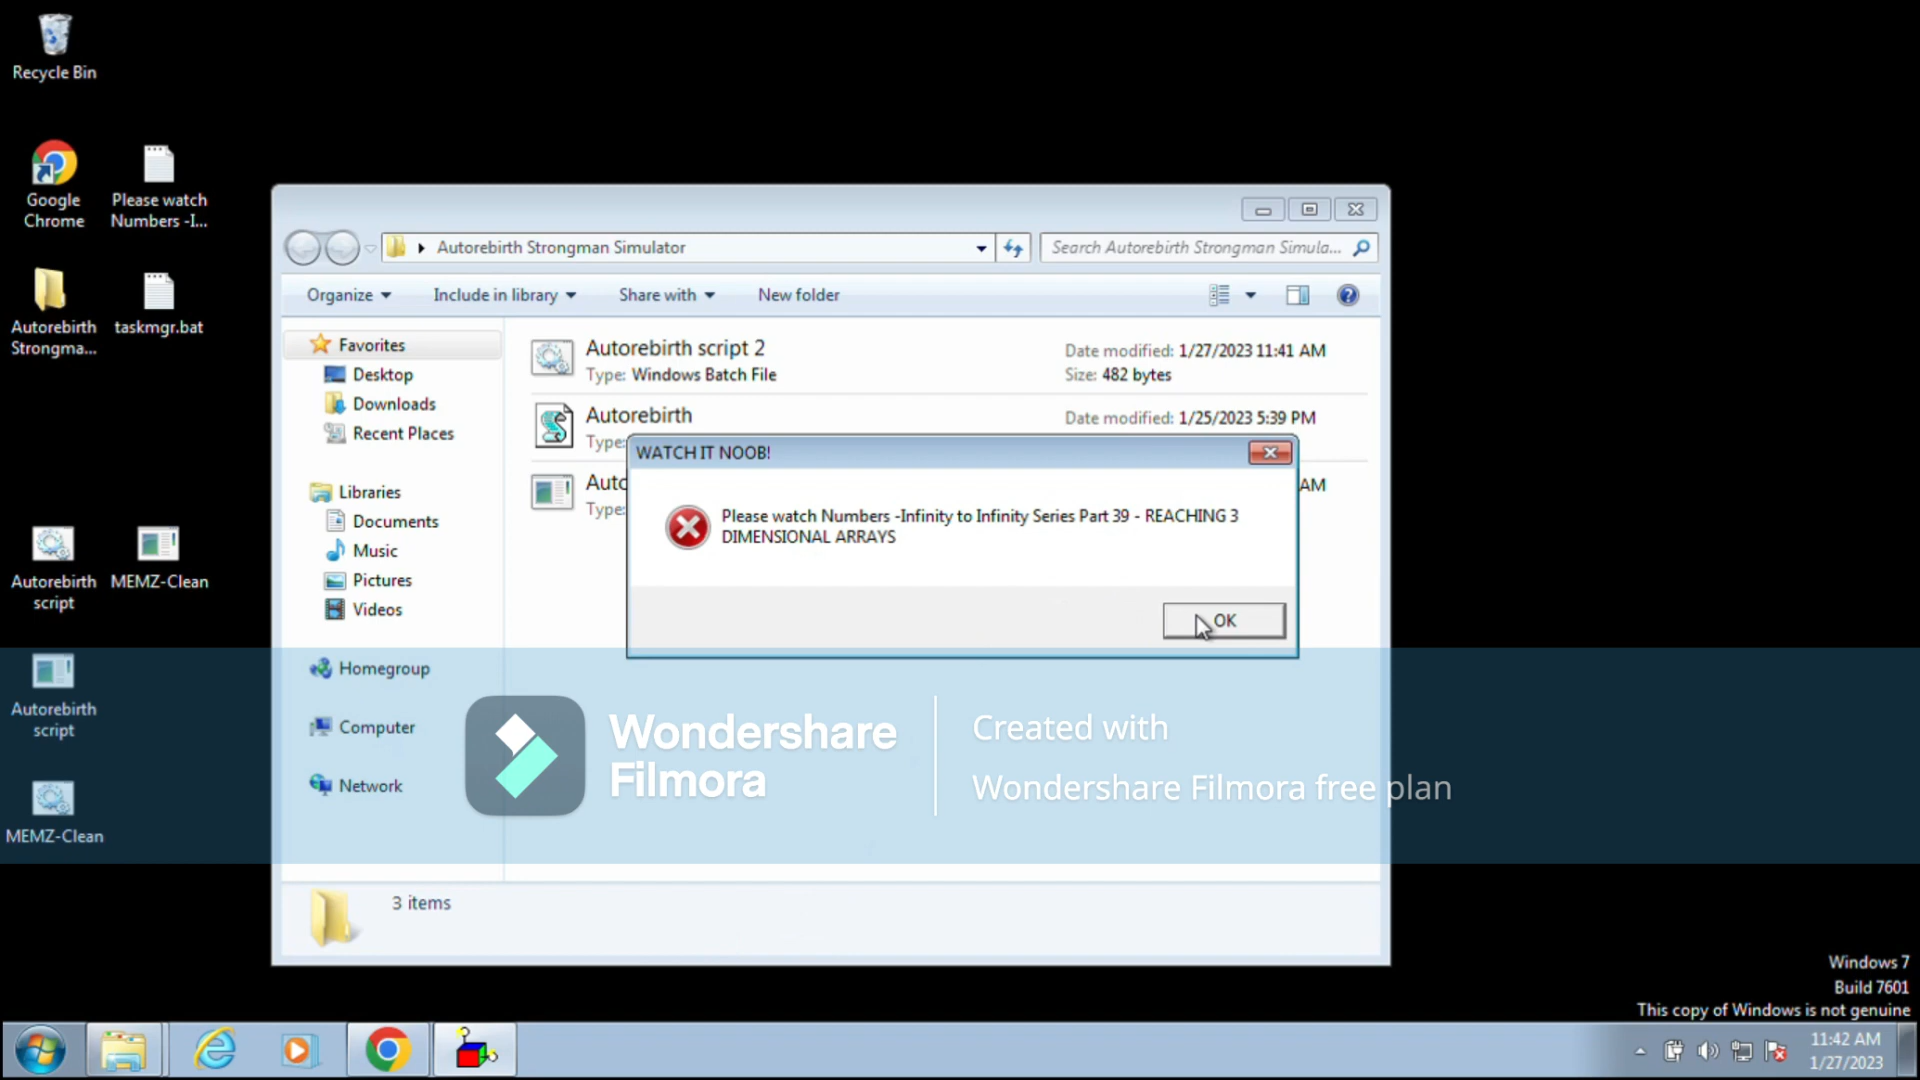 Recycle Bin
Google
Chrome
Please watch
Numbers -I...
Autorebirth
Strongma...
taskmgr.bat
Autorebirth
script
MEMZ-Clean
Autorebirth
script
MEMZ-Clean
Autorebirth Strongman Simulator
Search Autorebirth Strongman Simula...
Organize
Include in library
Share with
New folder
Favorites
Desktop
Downloads
Recent Places
Libraries
Documents
Music
Pictures
Videos
Homegroup
Computer
Network
Autorebirth script 2
Date modified: 1/27/2023 11:41 AM
Type: Windows Batch File
Size: 482 bytes
Autorebirth
Date modified: 1/25/2023 5:39 PM
Type:
Auto
AM
Type:
WATCH IT NOOB!
Please watch Numbers -Infinity to Infinity Series Part 39 - REACHING 3
DIMENSIONAL ARRAYS
OK
Wondershare
Filmora
Created with
Wondershare Filmora free plan
3 items
Windows 7
Build 7601
This copy of Windows is not genuine
11:42 AM
1/27/2023